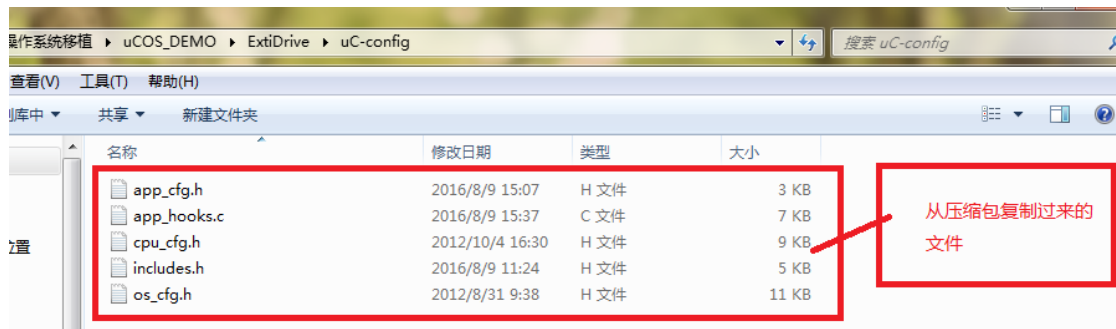 操作系统移植 ▸ uCOS_DEMO ▸ ExtiDrive ▸ uC-config
搜索 uC-config
查看(V) 工具(T) 帮助(H)
到库中 共享 新建文件夹
名称 修改日期 类型 大小
app_cfg.h 2016/8/9 15:07 H 文件 3 KB
app_hooks.c 2016/8/9 15:37 C 文件 7 KB
cpu_cfg.h 2012/10/4 16:30 H 文件 9 KB
includes.h 2016/8/9 11:24 H 文件 5 KB
os_cfg.h 2012/8/31 9:38 H 文件 11 KB
位置
从压缩包复制过来的
文件